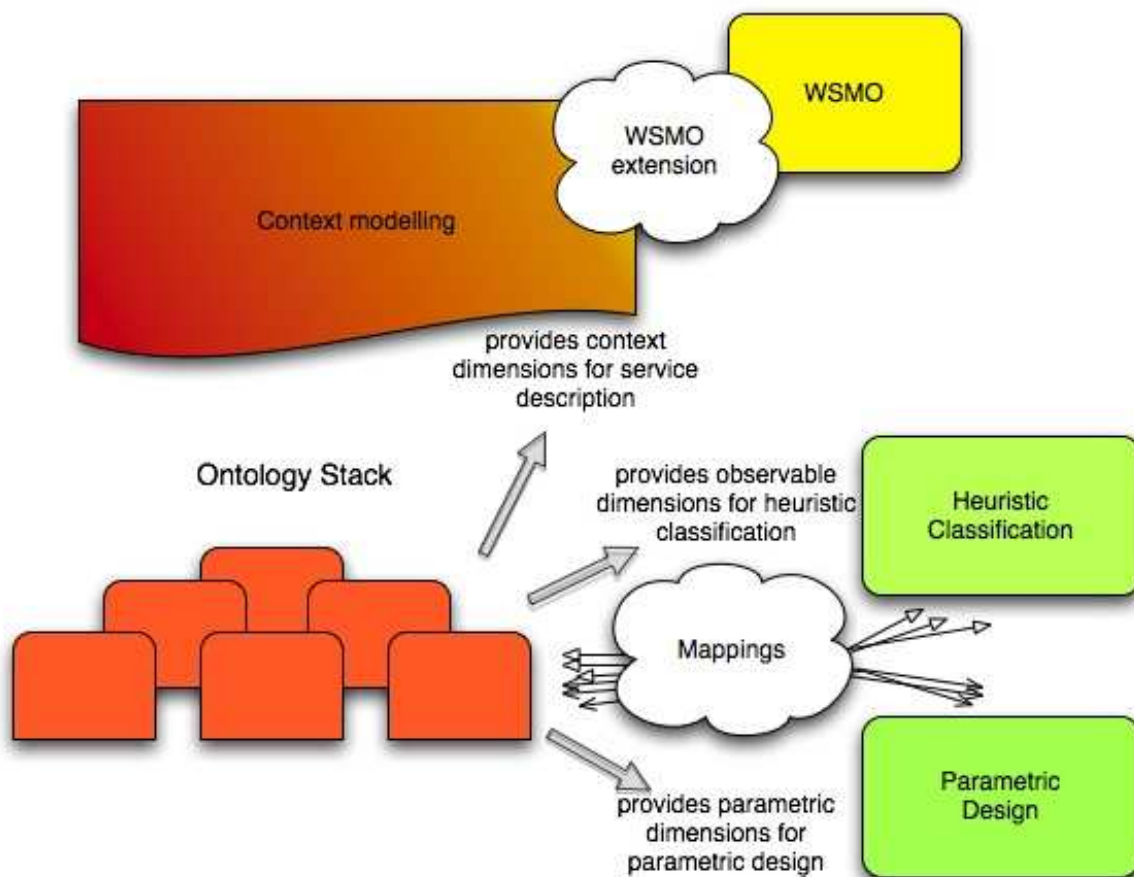 WSMO
WSMO
extension
Context modelling
provides context
dimensions for service
description
Ontology Stack
provides observable
dimensions for heuristic
classification
Heuristic
Classification
Mappings
provides parametric
dimensions for
parametric design
Parametric
Design